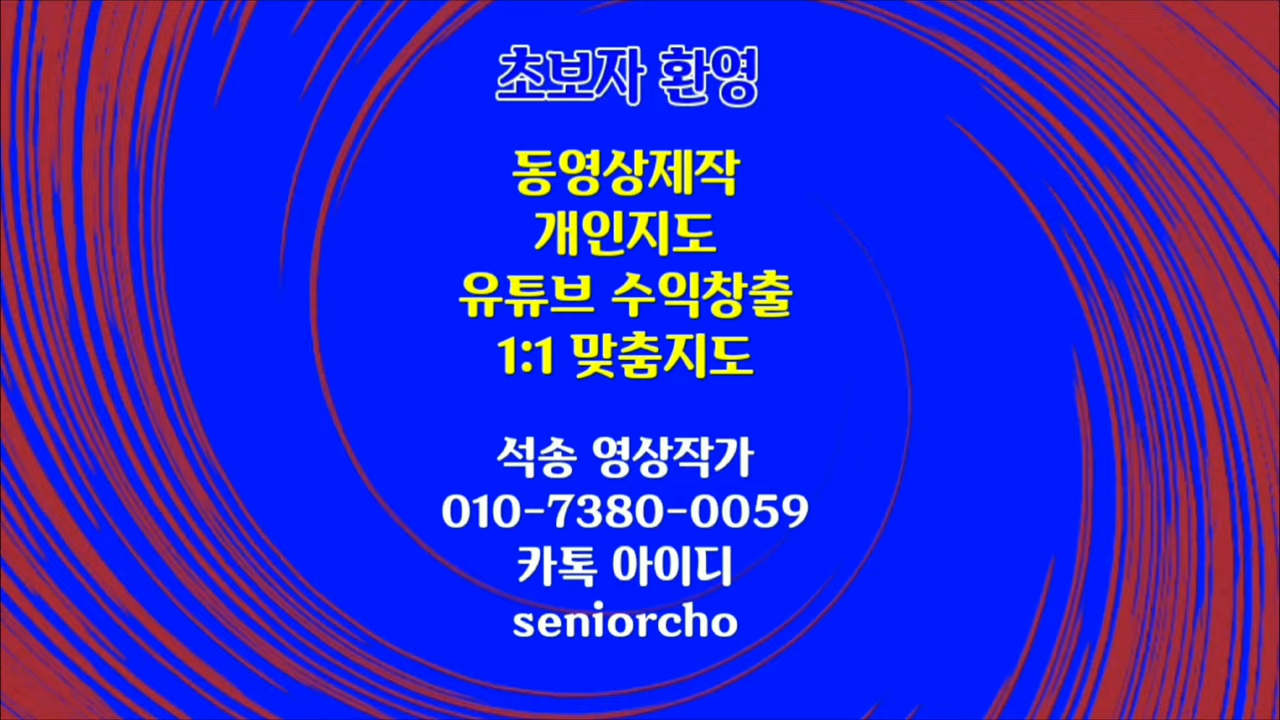 초보자 환영
동영상제작
개인지도
유튜브 수익창출
1:1 맞춤지도
석송 영상작가
010-7380-0059
카톡 아이디
seniorcho